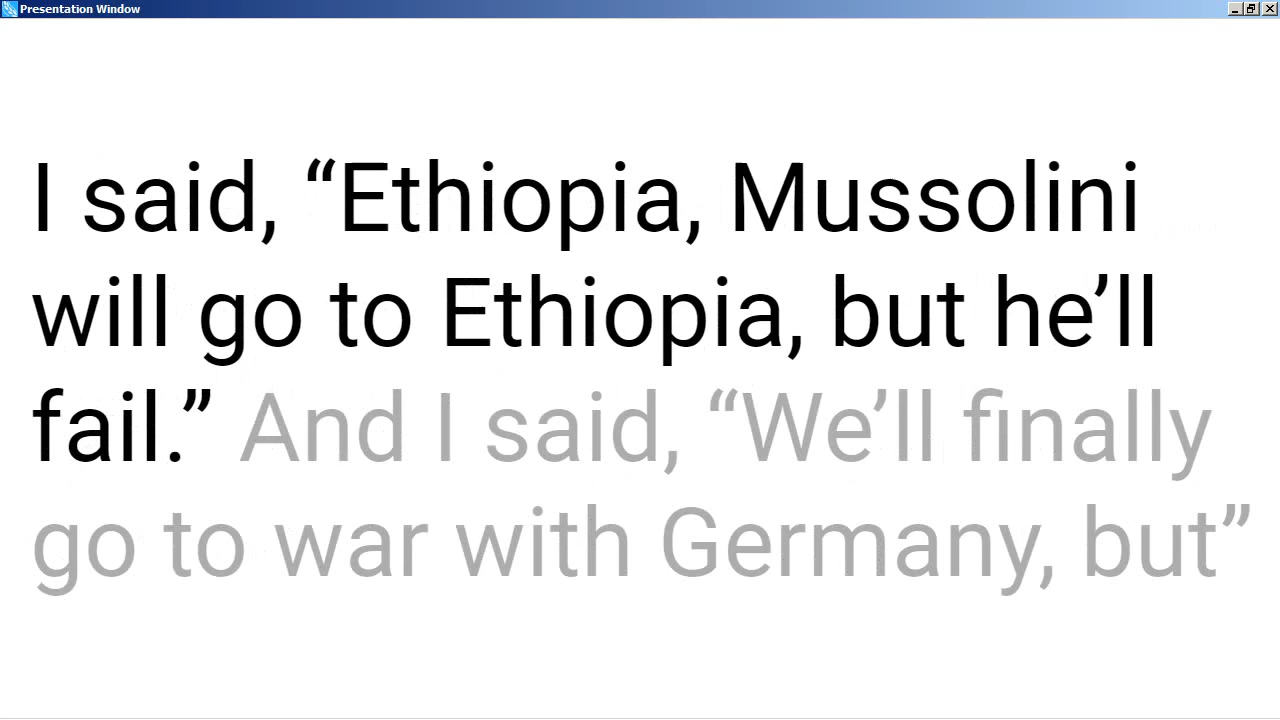 Presentation Window
I said, “Ethiopia, Mussolini
will go to Ethiopia, but he’ll
fail.” And I said, “We’ll finally
go to war with Germany, but”